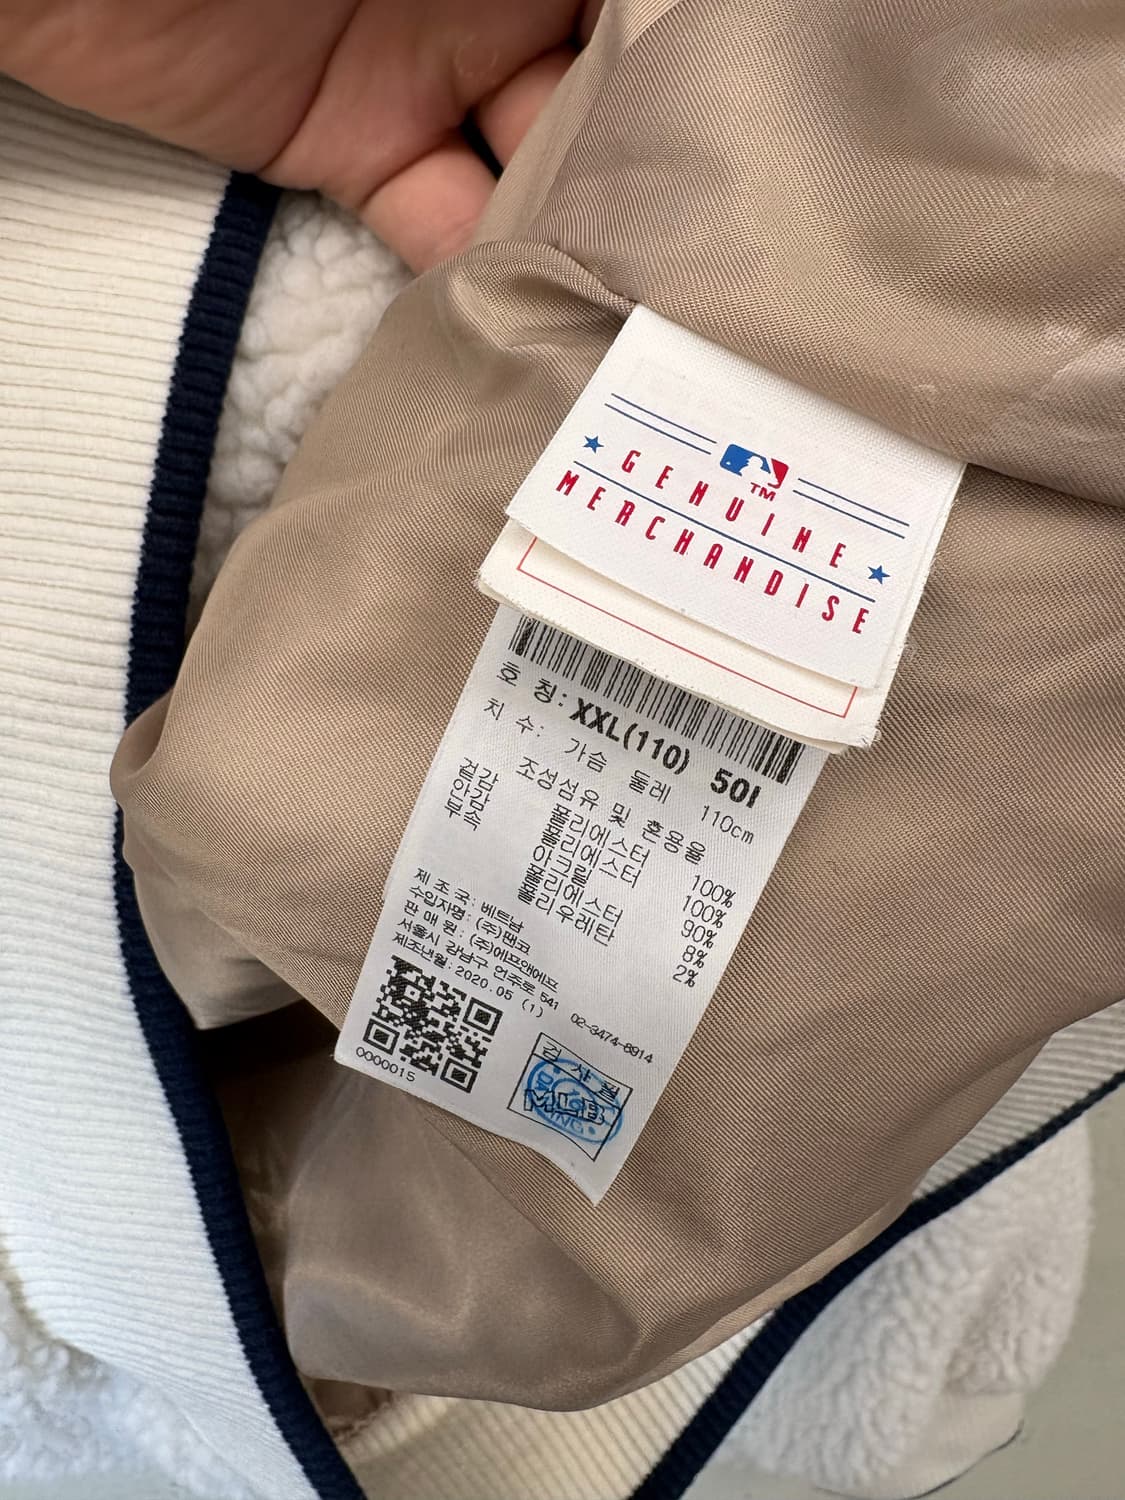 TM
GENUINE
MERCHANDISE
호 칭: XXL(110) 50I
치 수: 가슴 둘레 110cm
조성섬유 및 혼용율
겉감 폴리에스터 100%
안감 폴리에스터 100%
부속 아크릴 90%
폴리에스터 8%
폴리우레탄 2%
제 조 국: 베트남
수입자명: (주)팬코
판 매 원: (주)에프앤에프
서울시 강남구 언주로 541 02-3474-8914
제조년월: 2020.05 (1)
0000015
검사필
MLB